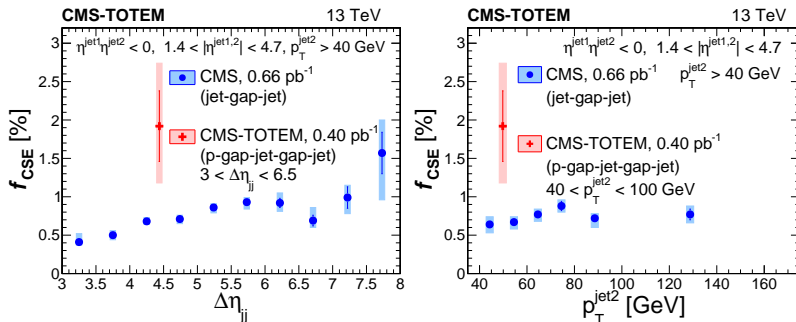 CMS-TOTEM 13 TeV
η^jet1 η^jet2 < 0, 1.4 < |η^jet1,2| < 4.7, p_T^jet2 > 40 GeV
CMS, 0.66 pb⁻¹
(jet-gap-jet)
CMS-TOTEM, 0.40 pb⁻¹
(p-gap-jet-gap-jet)
3 < Δη_jj < 6.5
f_CSE [%]
3
2.5
2
1.5
1
0.5
0
3 3.5 4 4.5 5 5.5 6 6.5 7 7.5 8
Δη_jj
CMS-TOTEM 13 TeV
η^jet1 η^jet2 < 0, 1.4 < |η^jet1,2| < 4.7
CMS, 0.66 pb⁻¹ p_T^jet2 > 40 GeV
(jet-gap-jet)
CMS-TOTEM, 0.40 pb⁻¹
(p-gap-jet-gap-jet)
40 < p_T^jet2 < 100 GeV
f_CSE [%]
3
2.5
2
1.5
1
0.5
0
40 60 80 100 120 140 160
p_T^jet2 [GeV]